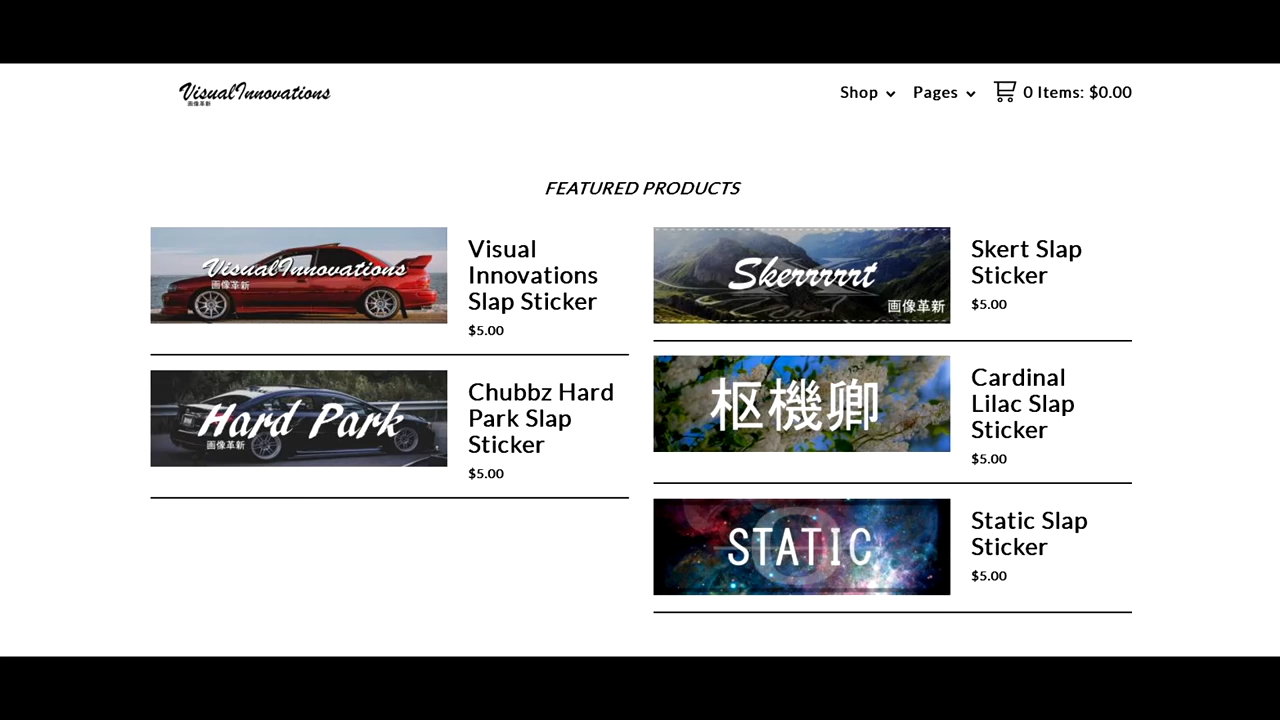 VisualInnovations
画像革新
Shop
Pages
0 Items: $0.00
FEATURED PRODUCTS
VisualInnovations
画像革新
Visual
Innovations
Slap Sticker
$5.00
Hard Park
画像革新
Chubbz Hard
Park Slap
Sticker
$5.00
Skerrrrrt
画像革新
Skert Slap
Sticker
$5.00
枢機卿
Cardinal
Lilac Slap
Sticker
$5.00
STATIC
Static Slap
Sticker
$5.00